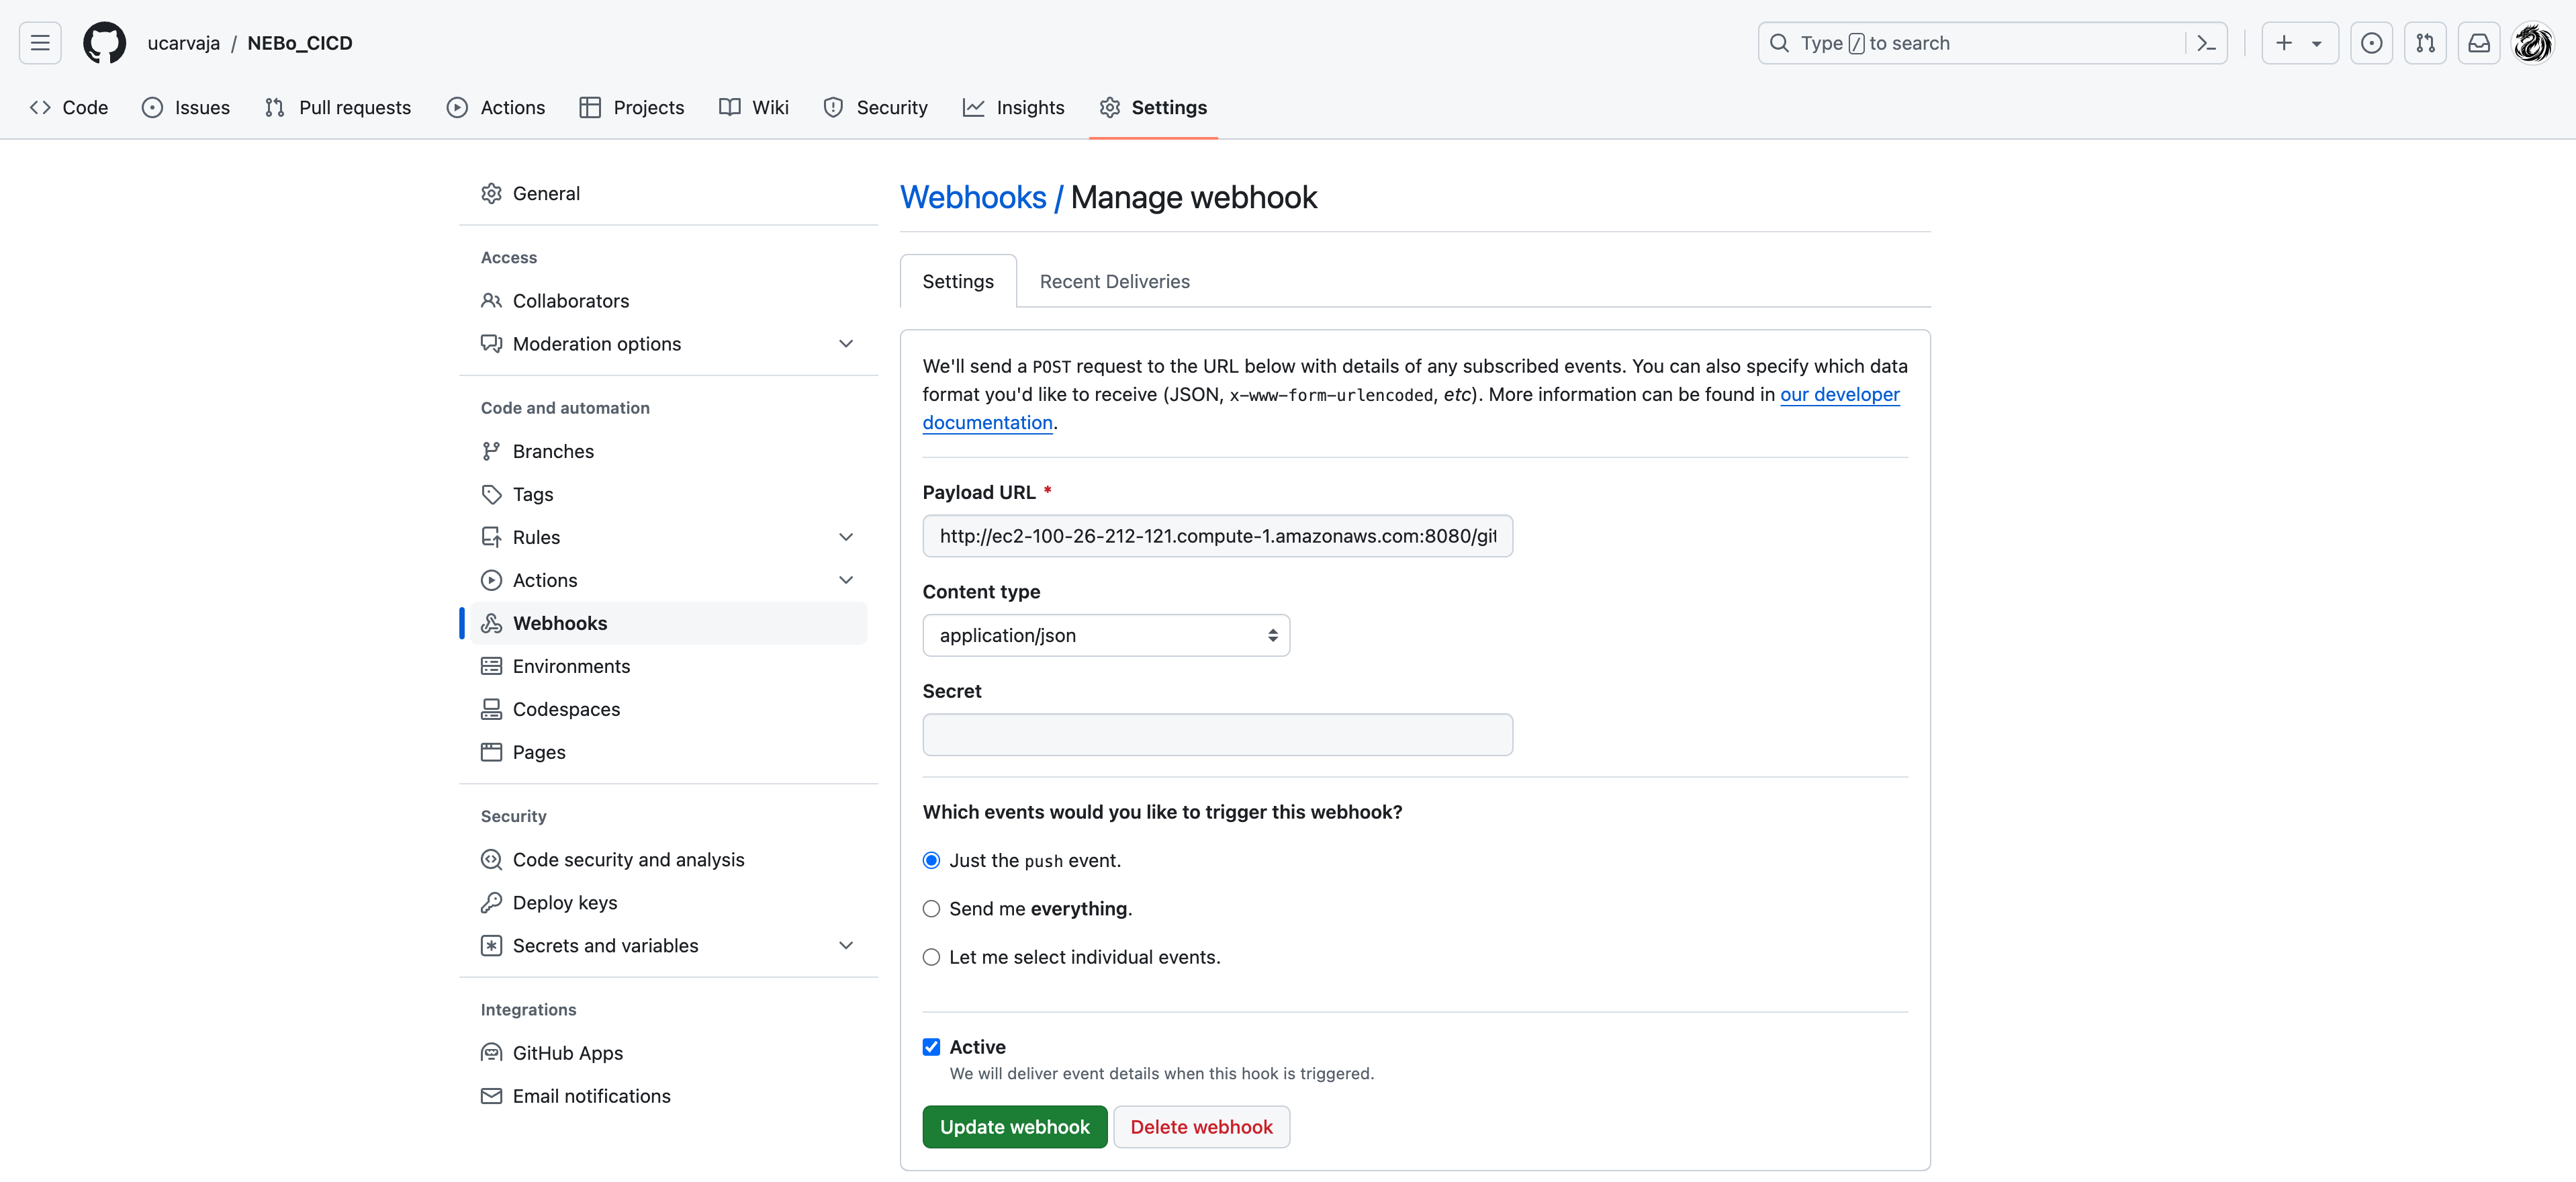 ucarvaja / NEBo_CICD
Type / to search
Code Issues Pull requests Actions Projects Wiki Security Insights Settings
General
Access
Collaborators
Moderation options
Code and automation
Branches
Tags
Rules
Actions
Webhooks
Environments
Codespaces
Pages
Security
Code security and analysis
Deploy keys
Secrets and variables
Integrations
GitHub Apps
Email notifications
Webhooks / Manage webhook
Settings Recent Deliveries
We'll send a POST request to the URL below with details of any subscribed events. You can also specify which data
format you'd like to receive (JSON, x-www-form-urlencoded, etc). More information can be found in our developer
documentation.
Payload URL *
http://ec2-100-26-212-121.compute-1.amazonaws.com:8080/git
Content type
application/json
Secret
Which events would you like to trigger this webhook?
Just the push event.
Send me everything.
Let me select individual events.
Active
We will deliver event details when this hook is triggered.
Update webhook Delete webhook